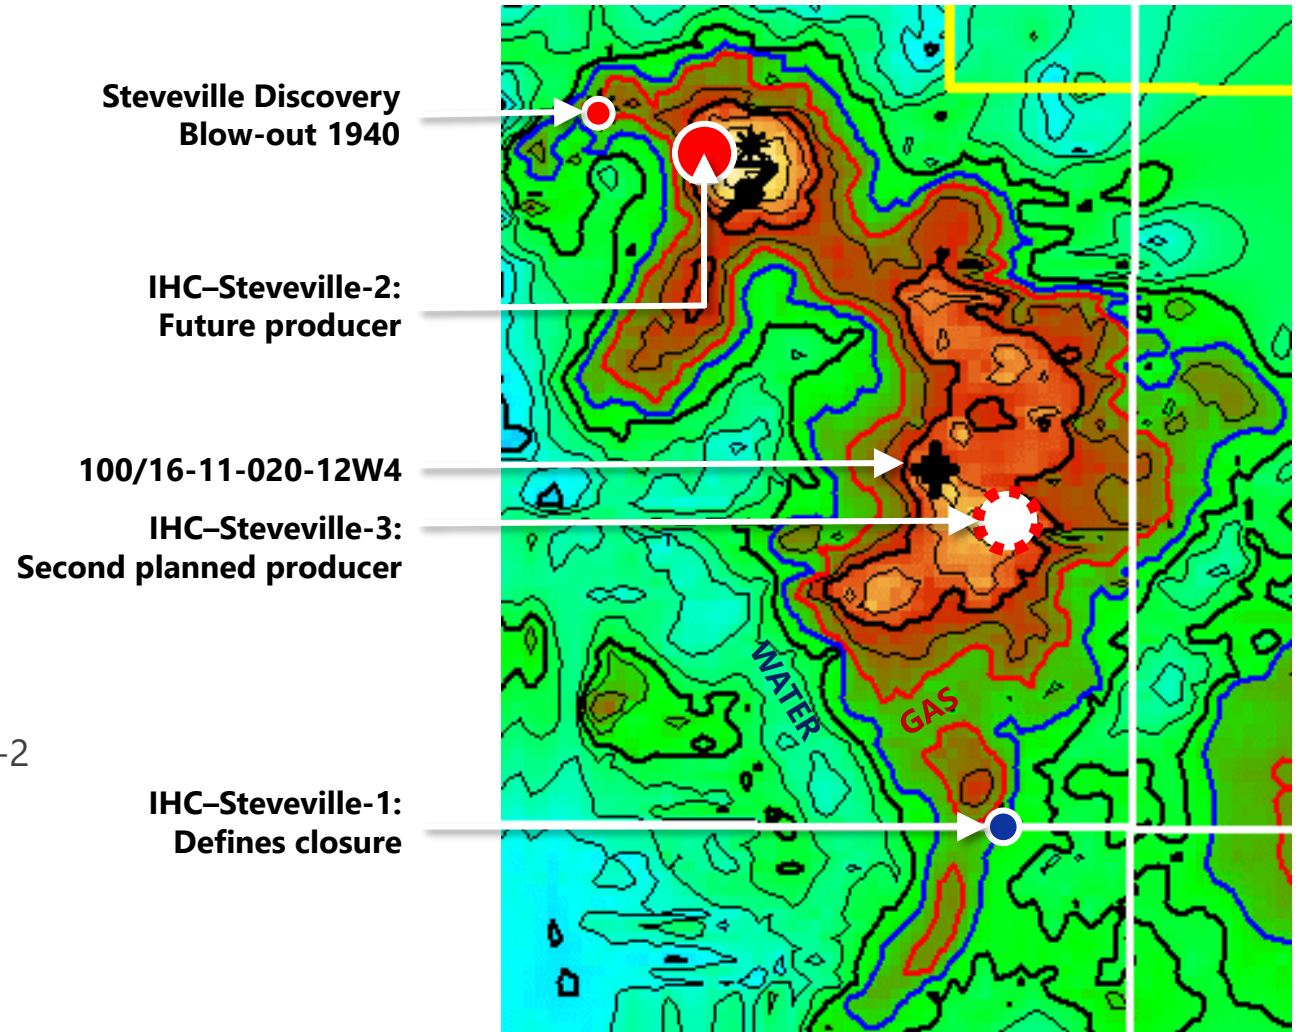 Steveville Discovery
Blow-out 1940
IHC–Steveville-2:
Future producer
100/16-11-020-12W4
IHC–Steveville-3:
Second planned producer
WATER
GAS
-2
IHC–Steveville-1:
Defines closure